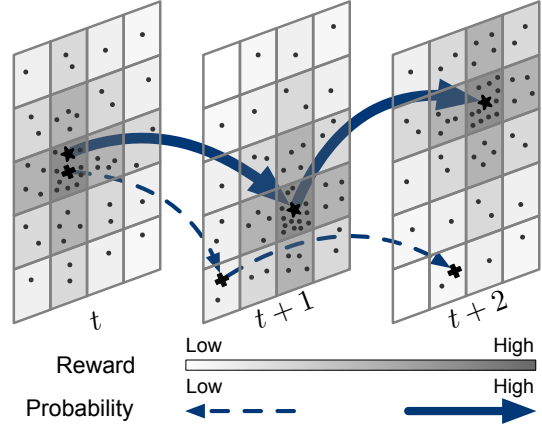 t
t + 1
t + 2
Reward
Low
High
Low
High
Probability